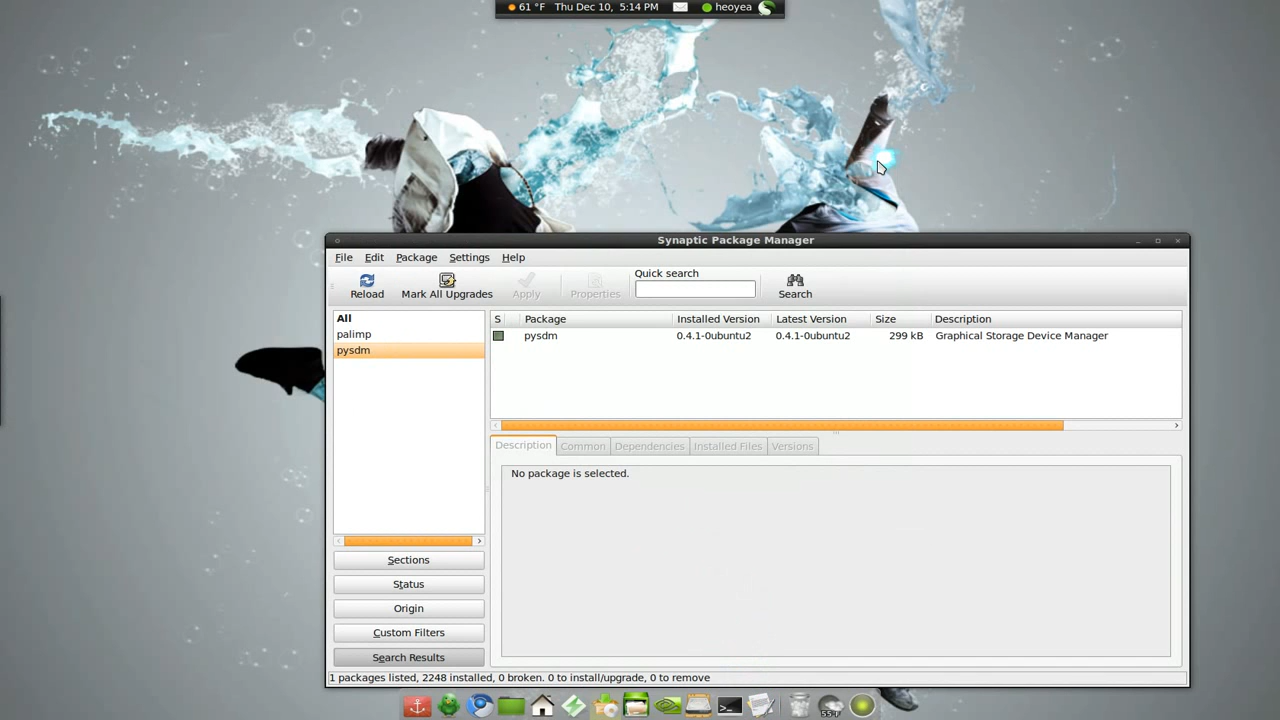 61 °F Thu Dec 10, 5:14 PM heoyea
Synaptic Package Manager
File Edit Package Settings Help
Reload Mark All Upgrades Apply Properties Quick search Search
All
palimp
pysdm
S Package Installed Version Latest Version Size Description
pysdm 0.4.1-0ubuntu2 0.4.1-0ubuntu2 299 kB Graphical Storage Device Manager
Description Common Dependencies Installed Files Versions
No package is selected.
Sections
Status
Origin
Custom Filters
Search Results
1 packages listed, 2248 installed, 0 broken. 0 to install/upgrade, 0 to remove
55°F